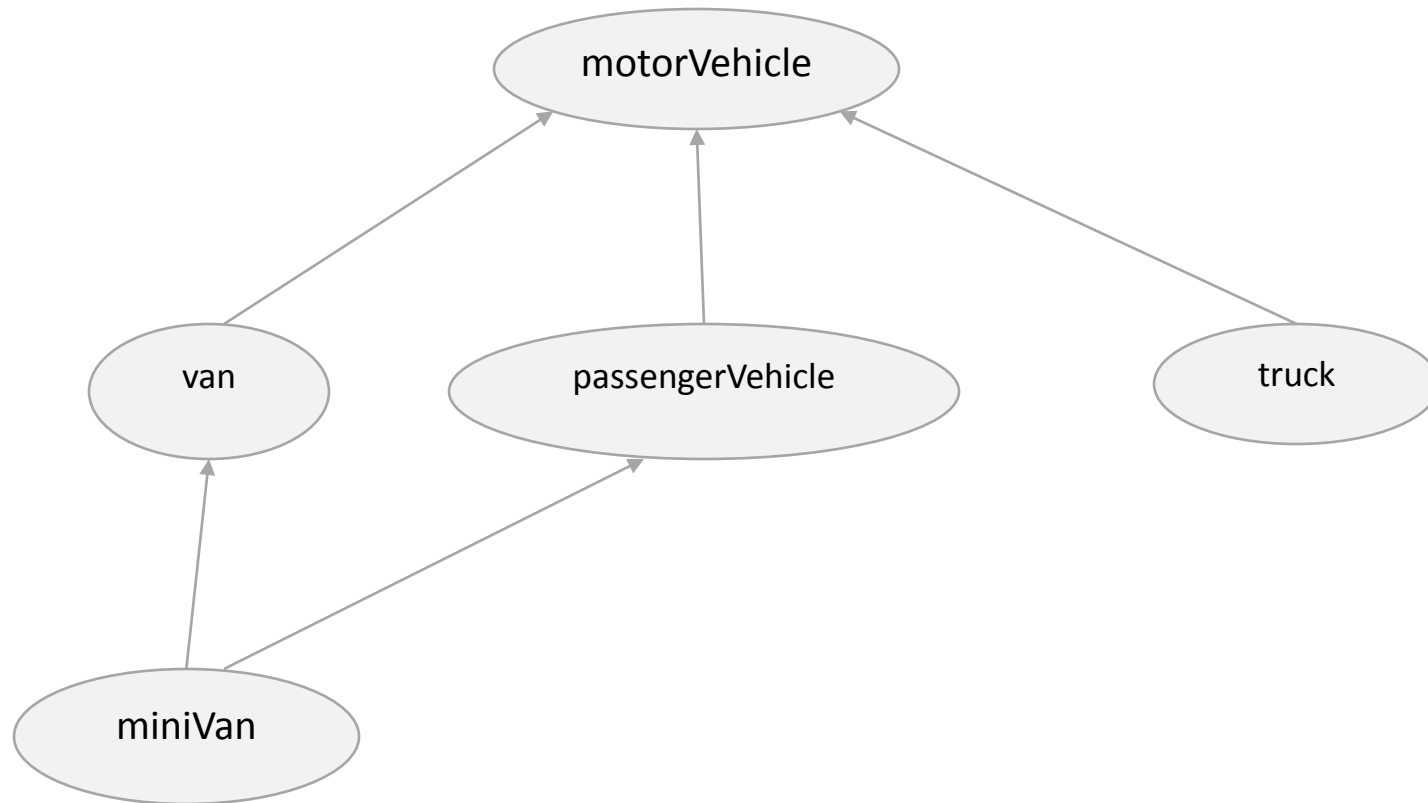 motorVehicle
van
passengerVehicle
truck
miniVan